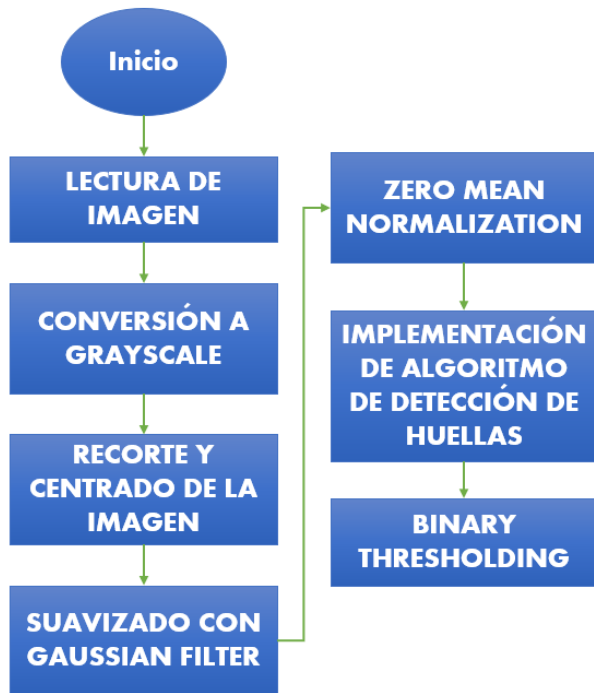 Inicio
LECTURA DE
IMAGEN
CONVERSIÓN A
GRAYSCALE
RECORTE Y
CENTRADO DE LA
IMAGEN
SUAVIZADO CON
GAUSSIAN FILTER
ZERO MEAN
NORMALIZATION
IMPLEMENTACIÓN
DE ALGORITMO
DE DETECCIÓN DE
HUELLAS
BINARY
THRESHOLDING